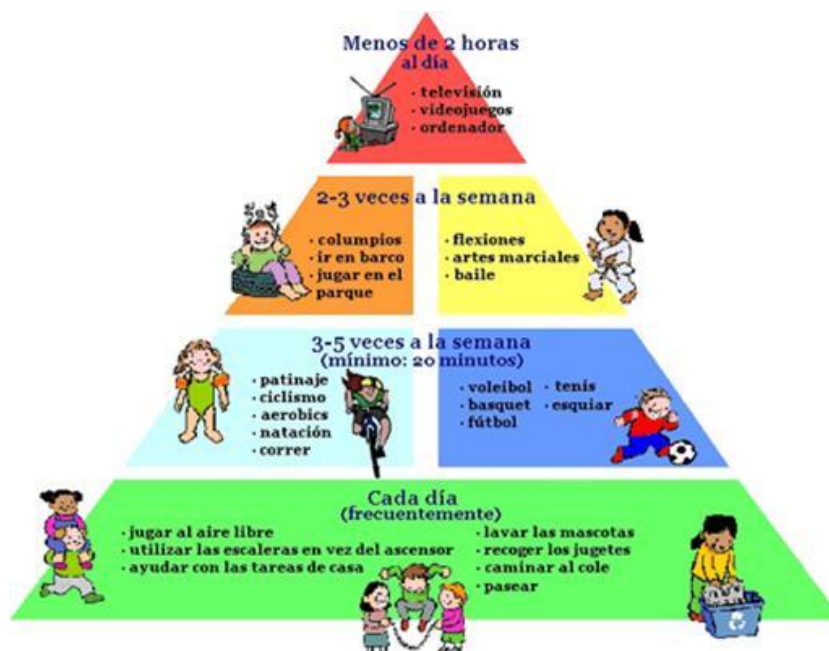 Menos de 2 horas
al día
· televisión
· videojuegos
· ordenador
2-3 veces a la semana
· columpios
· ir en barco
· jugar en el
parque
· flexiones
· artes marciales
· baile
3-5 veces a la semana
(mínimo: 20 minutos)
· patinaje
· ciclismo
· aerobics
· natación
· correr
· voleibol · tenis
· basquet · esquiar
· fútbol
Cada día
(frecuentemente)
· jugar al aire libre
· utilizar las escaleras en vez del ascensor
· ayudar con las tareas de casa
· lavar las mascotas
· recoger los jugetes
· caminar al cole
· pasear